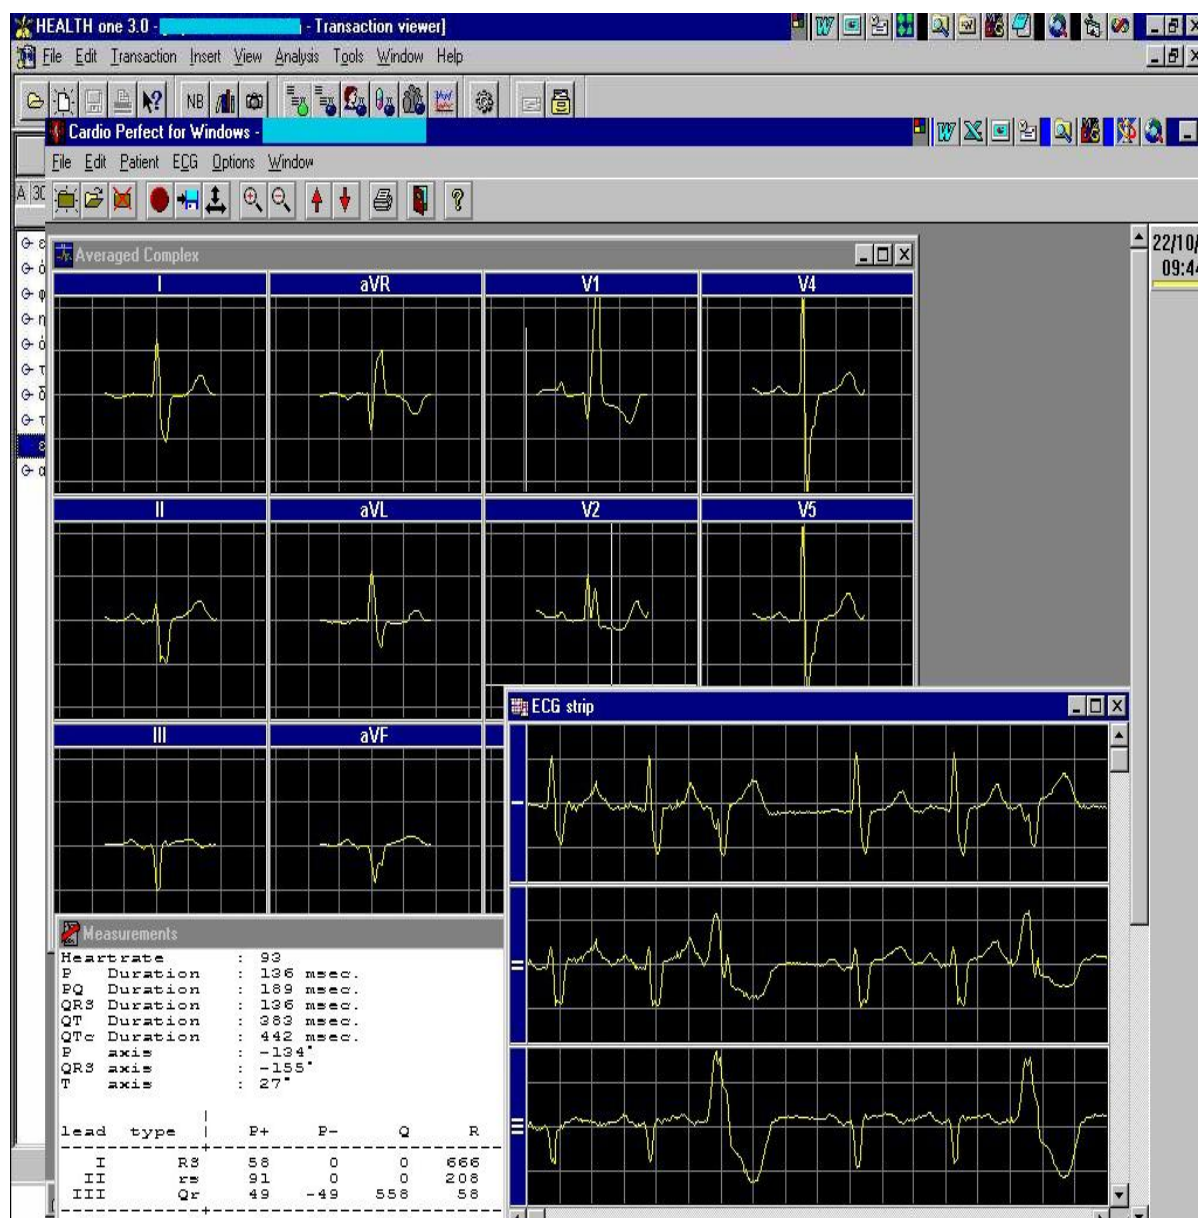 HEALTH one 3.0 - - Transaction viewer]
File Edit Transaction Insert View Analysis Tools Window Help
NB
Cardio Perfect for Windows -
File Edit Patient ECG Options Window
A 30
22/10/
09:44
Averaged Complex
I aVR V1 V4
II aVL V2 V5
III aVF
ECG strip
Measurements
Heartrate : 93
P Duration : 136 msec.
PQ Duration : 189 msec.
QRS Duration : 136 msec.
QT Duration : 383 msec.
QTc Duration : 442 msec.
P axis : -134°
QRS axis : -155°
T axis : 27°
lead type | P+ P- Q R
I RS 58 0 0 666
II rs 91 0 0 208
III Qr 49 -49 558 58